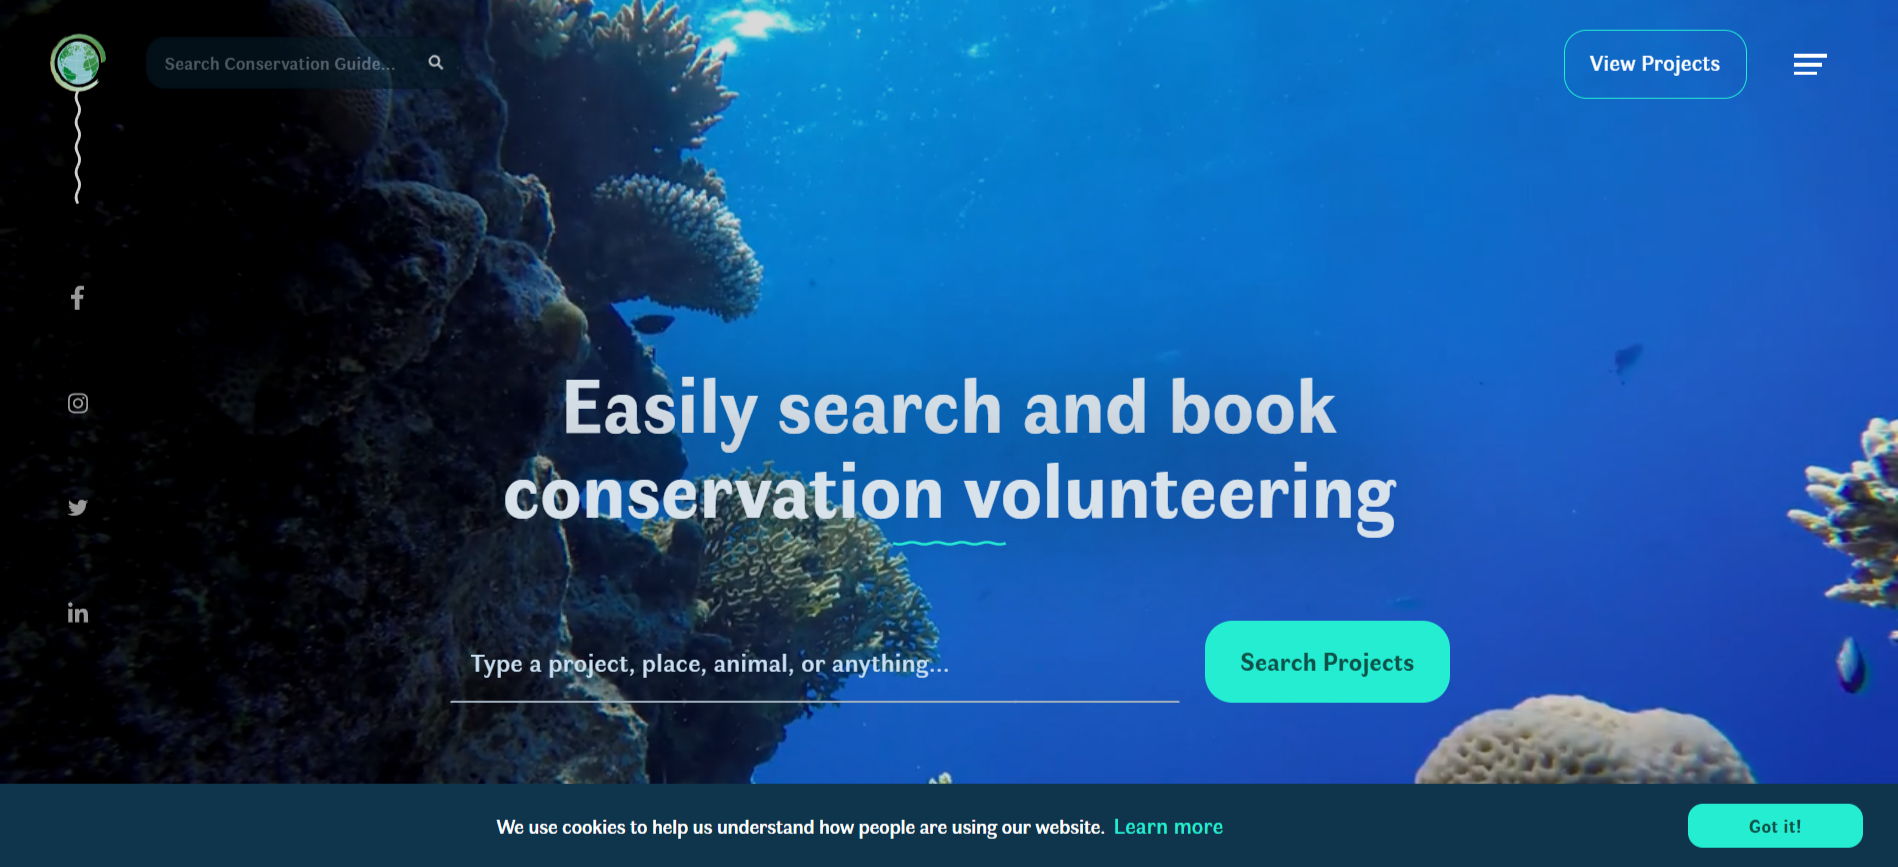 Search Conservation Guide...
View Projects
Easily search and book
conservation volunteering
Type a project, place, animal, or anything...
Search Projects
We use cookies to help us understand how people are using our website. Learn more
Got it!